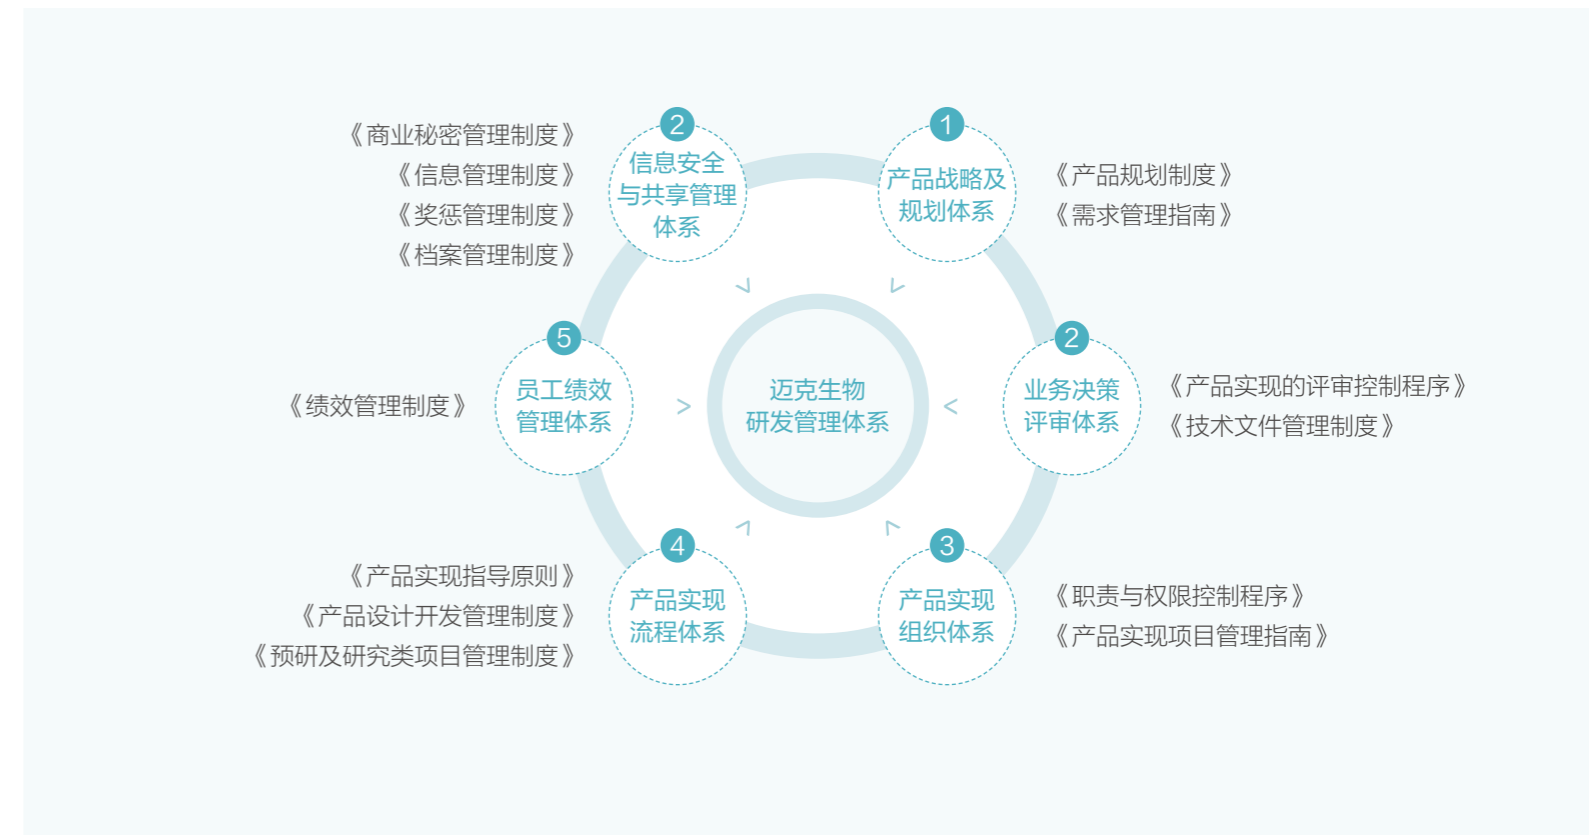 2
信息安全
与共享管理
体系
《商业秘密管理制度》
《信息管理制度》
《奖惩管理制度》
《档案管理制度》
1
产品战略及
规划体系
《产品规划制度》
《需求管理指南》
5
员工绩效
管理体系
《绩效管理制度》
迈克生物
研发管理体系
2
业务决策
评审体系
《产品实现的评审控制程序》
《技术文件管理制度》
4
产品实现
流程体系
《产品实现指导原则》
《产品设计开发管理制度》
《预研及研究类项目管理制度》
3
产品实现
组织体系
《职责与权限控制程序》
《产品实现项目管理指南》